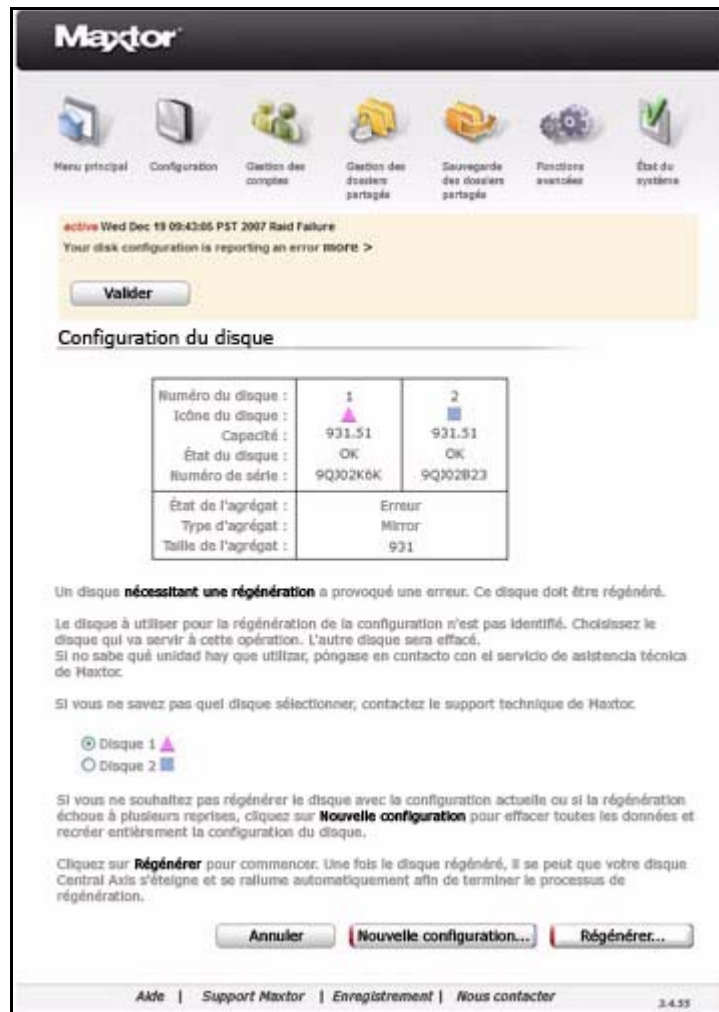 Maxtor
Menu principal
Configuration
Gestion des comptes
Gestion des dossiers partagés
Sauvegarde des dossiers partagés
Fonctions avancées
État du système
active Wed Dec 19 09:43:05 PST 2007 Raid Failure
Your disk configuration is reporting an error more >
Valider
Configuration du disque
Numéro du disque : 1 2
Icône du disque :
Capacité : 931.51 931.51
État du disque : OK OK
Numéro de série : 9QJ02K6K 9QJ02B23
État de l'agrégat : Erreur
Type d'agrégat : Mirror
Taille de l'agrégat : 931
Un disque nécessitant une régénération a provoqué une erreur. Ce disque doit être régénéré.
Le disque à utiliser pour la régénération de la configuration n'est pas identifié. Choisissez le
disque qui va servir à cette opération. L'autre disque sera effacé.
Si no sabe qué unidad hay que utilizar, póngase en contacto con el servicio de asistencia técnica
de Maxtor.
Si vous ne savez pas quel disque sélectionner, contactez le support technique de Maxtor.
Disque 1
Disque 2
Si vous ne souhaitez pas régénérer le disque avec la configuration actuelle ou si la régénération
échoue à plusieurs reprises, cliquez sur Nouvelle configuration pour effacer toutes les données et
recréer entièrement la configuration du disque.
Cliquez sur Régénérer pour commencer. Une fois le disque régénéré, il se peut que votre disque
Central Axis s'éteigne et se rallume automatiquement afin de terminer le processus de
régénération.
Annuler
Nouvelle configuration...
Régénérer...
Aide | Support Maxtor | Enregistrement | Nous contacter
3.4.55